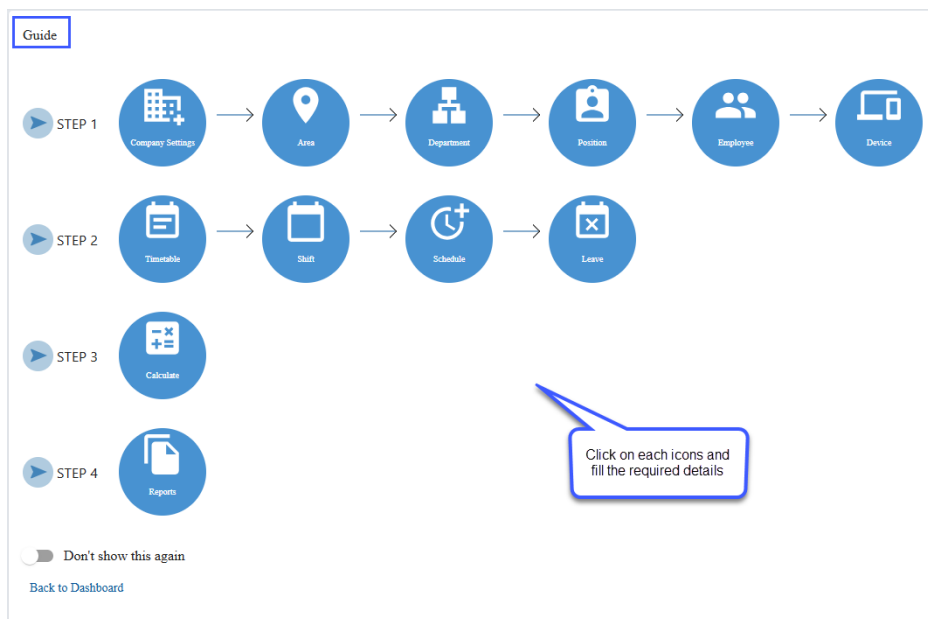 Guide
STEP 1
Company Settings
Area
Department
Position
Employee
Device
STEP 2
Timetable
Shift
Schedule
Leave
STEP 3
Calculate
STEP 4
Reports
Click on each icons and
fill the required details
Don't show this again
Back to Dashboard